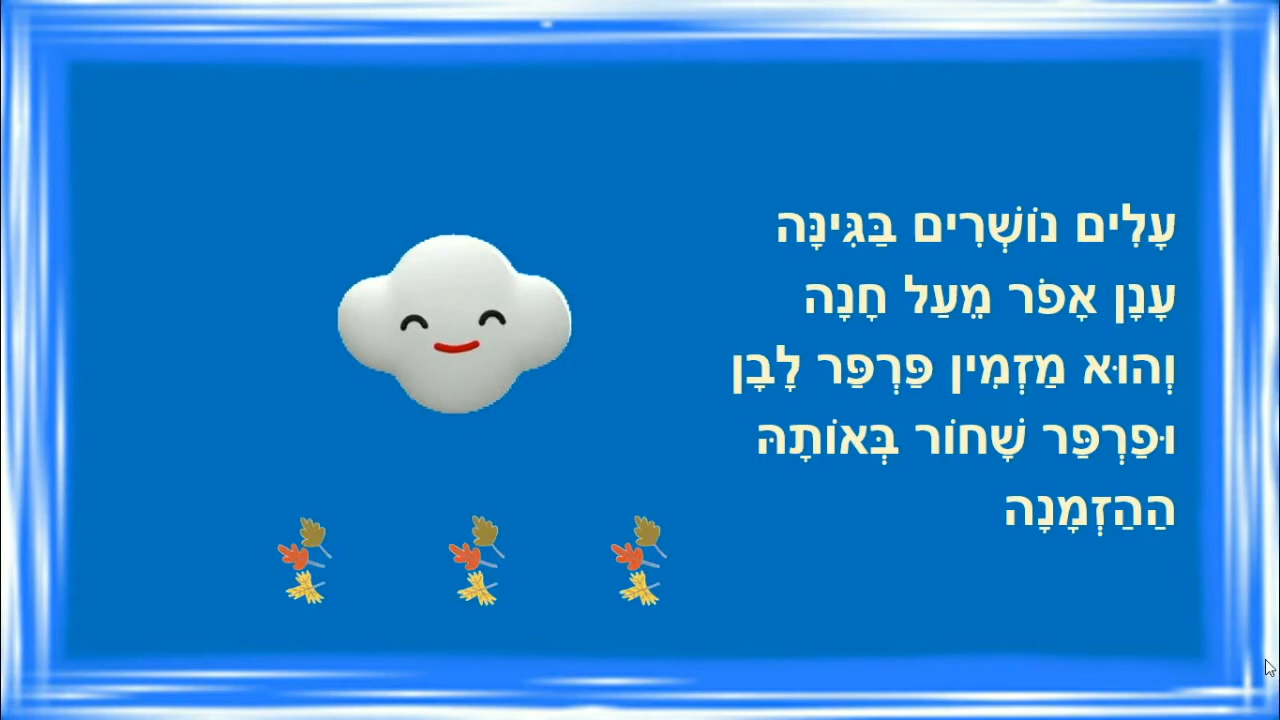 עָלִים נוֹשְׁרִים בַּגִּינָּה
עָנָן אָפֹר מֵעַל חָנָה
וְהוּא מַזְמִין פַּרְפַּר לָבָן
וּפַרְפַּר שָׁחוֹר בְּאוֹתָהּ
הַהַזְמָנָה